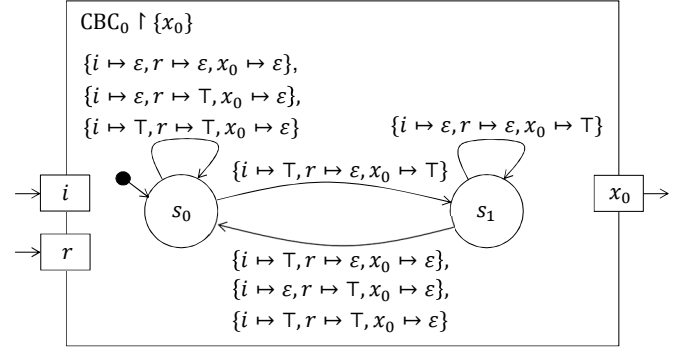 CBC₀ ↾ {x₀}
{i ↦ ε, r ↦ ε, x₀ ↦ ε},
{i ↦ ε, r ↦ ⊤, x₀ ↦ ε},
{i ↦ ⊤, r ↦ ⊤, x₀ ↦ ε}
{i ↦ ε, r ↦ ε, x₀ ↦ ⊤}
{i ↦ ⊤, r ↦ ε, x₀ ↦ ⊤}
i
s₀
s₁
x₀
r
{i ↦ ⊤, r ↦ ε, x₀ ↦ ε},
{i ↦ ε, r ↦ ⊤, x₀ ↦ ε},
{i ↦ ⊤, r ↦ ⊤, x₀ ↦ ε}